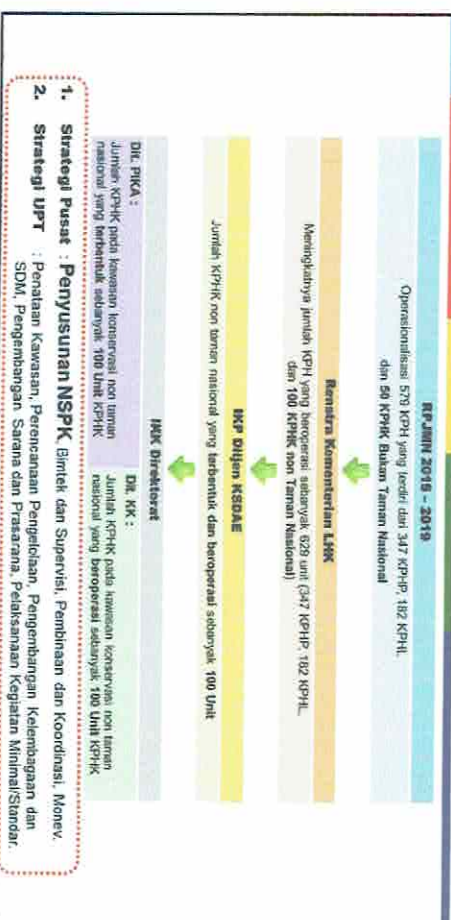 RPJMN 2015 - 2019
Operasionalisasi 579 KPH yang terdiri dari 347 KPHP, 182 KPHL
dan 50 KPHK Bukan Taman Nasional
Renstra Kementerian LHK
Meningkatnya jumlah KPH yang beroperasi sebanyak 629 unit (347 KPHP, 182 KPHL,
dan 100 KPHK non Taman Nasional)
IKP Ditjen KSDAE
Jumlah KPHK non taman nasional yang terbentuk dan beroperasi sebanyak 100 Unit
IKK Direktorat
Dit. PIKA :
Jumlah KPHK pada kawasan konservasi non taman
nasional yang terbentuk sebanyak 100 Unit KPHK
Dit. KK :
Jumlah KPHK pada kawasan konservasi non taman
nasional yang beroperasi sebanyak 100 Unit KPHK
1. Strategi Pusat : Penyusunan NSPK, Bimtek dan Supervisi, Pembinaan dan Koordinasi, Monev.
2. Strategi UPT : Penataan Kawasan, Perencanaan Pengelolaan, Pengembangan Kelembagaan dan
SDM, Pengembangan Sarana dan Prasarana, Pelaksanaan Kegiatan Minimal/Standar.